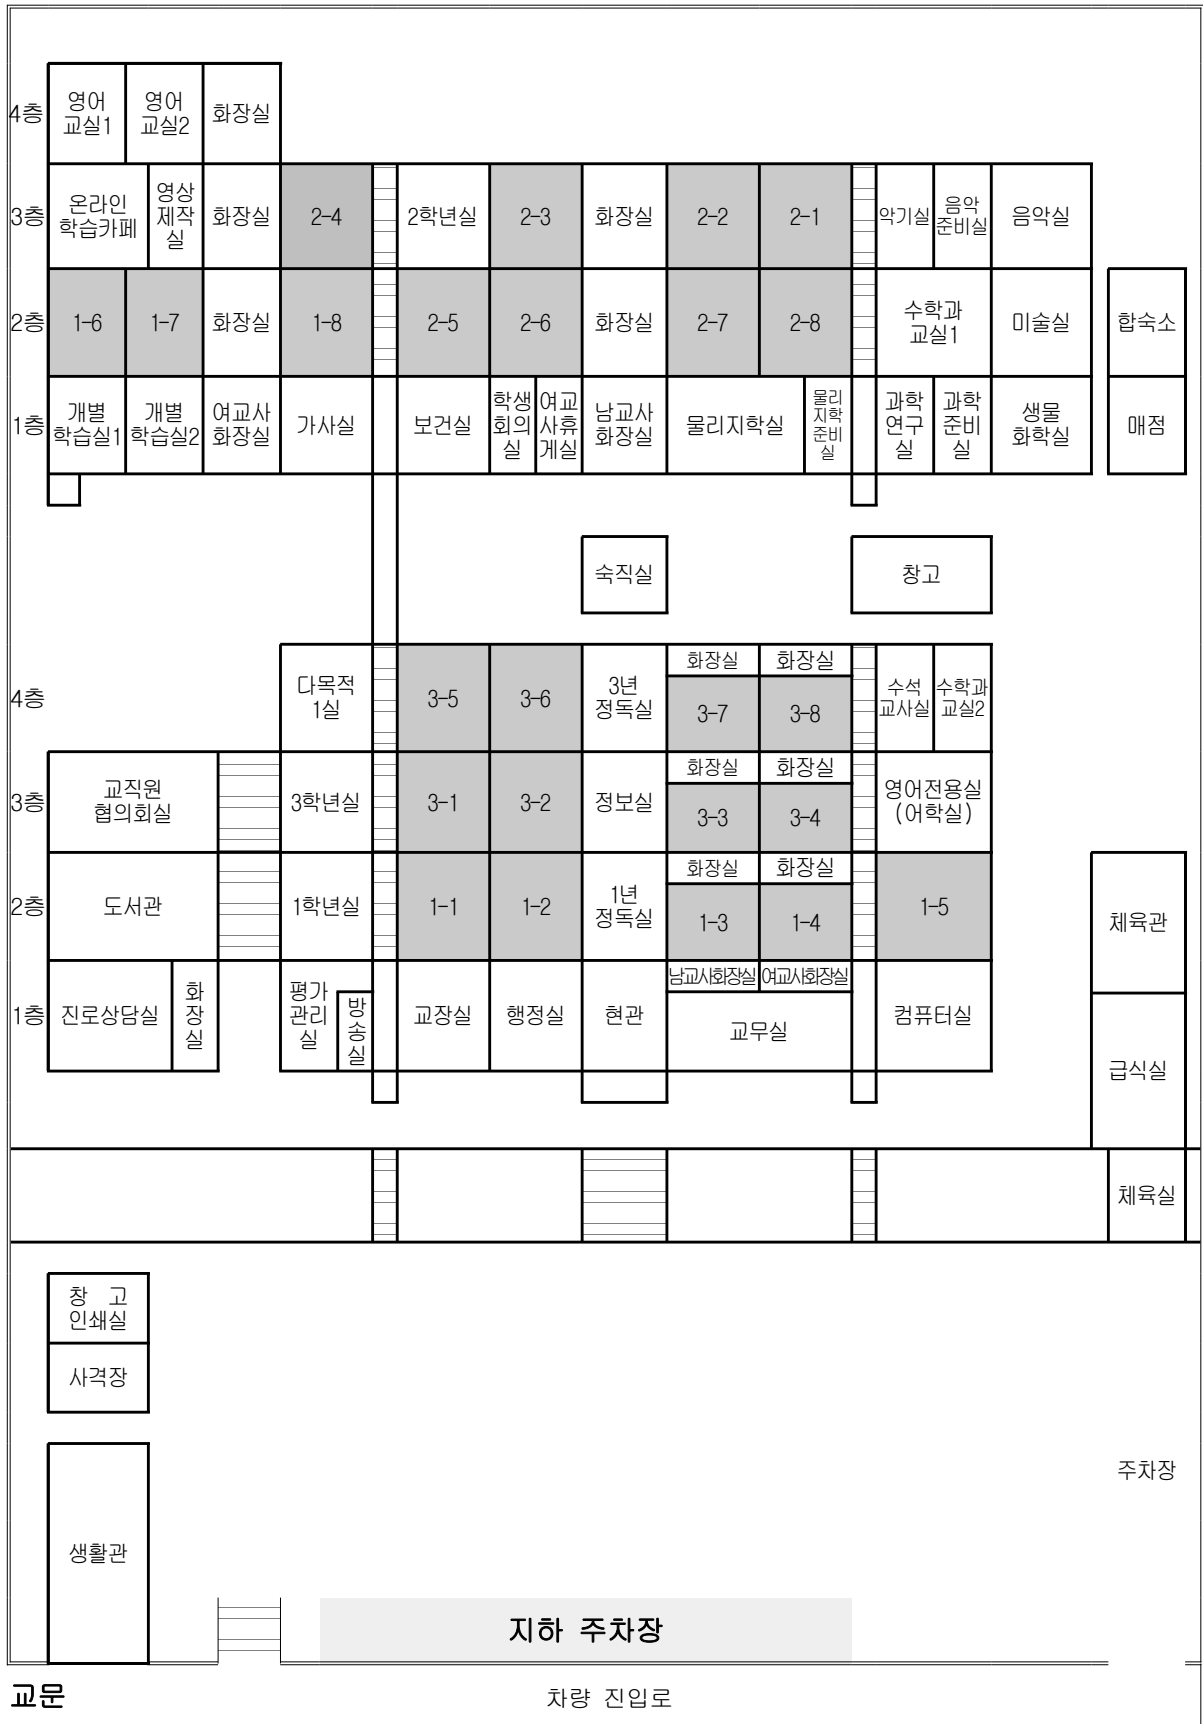 4층
영어
교실1
영어
교실2
화장실
3층
온라인
학습카페
영상
제작
실
화장실
2-4
2학년실
2-3
화장실
2-2
2-1
악기실
음악
준비실
음악실
2층
1-6
1-7
화장실
1-8
2-5
2-6
화장실
2-7
2-8
수학과
교실1
미술실
합숙소
1층
개별
학습실1
개별
학습실2
여교사
화장실
가사실
보건실
학생
회의
실
여교
사휴
게실
남교사
화장실
물리지학실
물리
지학
준비
실
과학
연구
실
과학
준비
실
생물
화학실
매점
숙직실
창고
4층
다목적
1실
3-5
3-6
3년
정독실
화장실
화장실
3-7
3-8
수석
교사실
수학과
교실2
3층
교직원
협의회실
3학년실
3-1
3-2
정보실
화장실
화장실
3-3
3-4
영어전용실
(어학실)
2층
도서관
1학년실
1-1
1-2
1년
정독실
화장실
화장실
1-3
1-4
1-5
체육관
1층
진로상담실
화
장
실
평가
관리
실
방
송
실
교장실
행정실
현관
남교사화장실
여교사화장실
교무실
컴퓨터실
급식실
체육실
창 고
인쇄실
사격장
주차장
생활관
지하 주차장
교문
차량 진입로